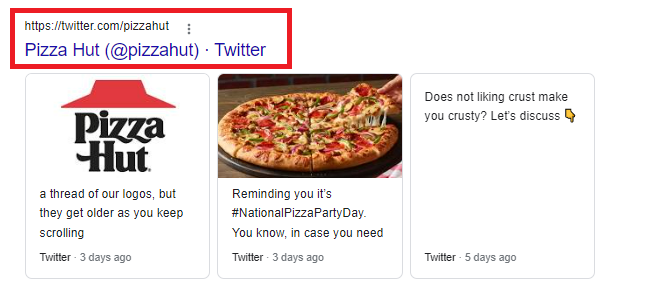 https://twitter.com/pizzahut
Pizza Hut (@pizzahut) · Twitter
Pizza
Hut
a thread of our logos, but
they get older as you keep
scrolling
Twitter · 3 days ago
Reminding you it's
#NationalPizzaPartyDay.
You know, in case you need
Twitter · 3 days ago
Does not liking crust make
you crusty? Let's discuss 👇
Twitter · 5 days ago